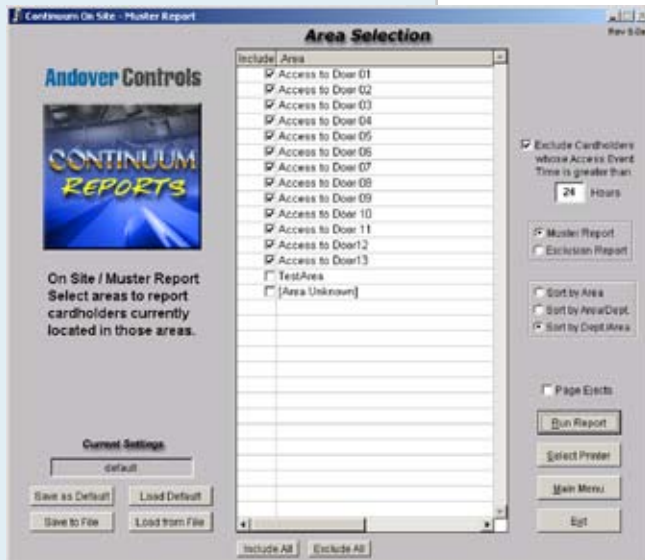 Continuum On Site - Muster Report
Area Selection
Andover Controls
CONTINUUM
REPORTS
On Site / Muster Report
Select areas to report
cardholders currently
located in those areas.
Current Settings
default
Save as Default
Load Default
Save to File
Load from File
Include Area
Access to Door 01
Access to Door 02
Access to Door 03
Access to Door 04
Access to Door 05
Access to Door 06
Access to Door 07
Access to Door 08
Access to Door 09
Access to Door 10
Access to Door 11
Access to Door12
Access to Door13
TestArea
[Area Unknown]
Include All
Exclude All
Exclude Cardholders
whose Access Event
Time is greater than
24 Hours
Muster Report
Exclusion Report
Sort by Area
Sort by Area/Dept.
Sort by Dept./Area
Page Ejects
Run Report
Select Printer
Main Menu
Exit